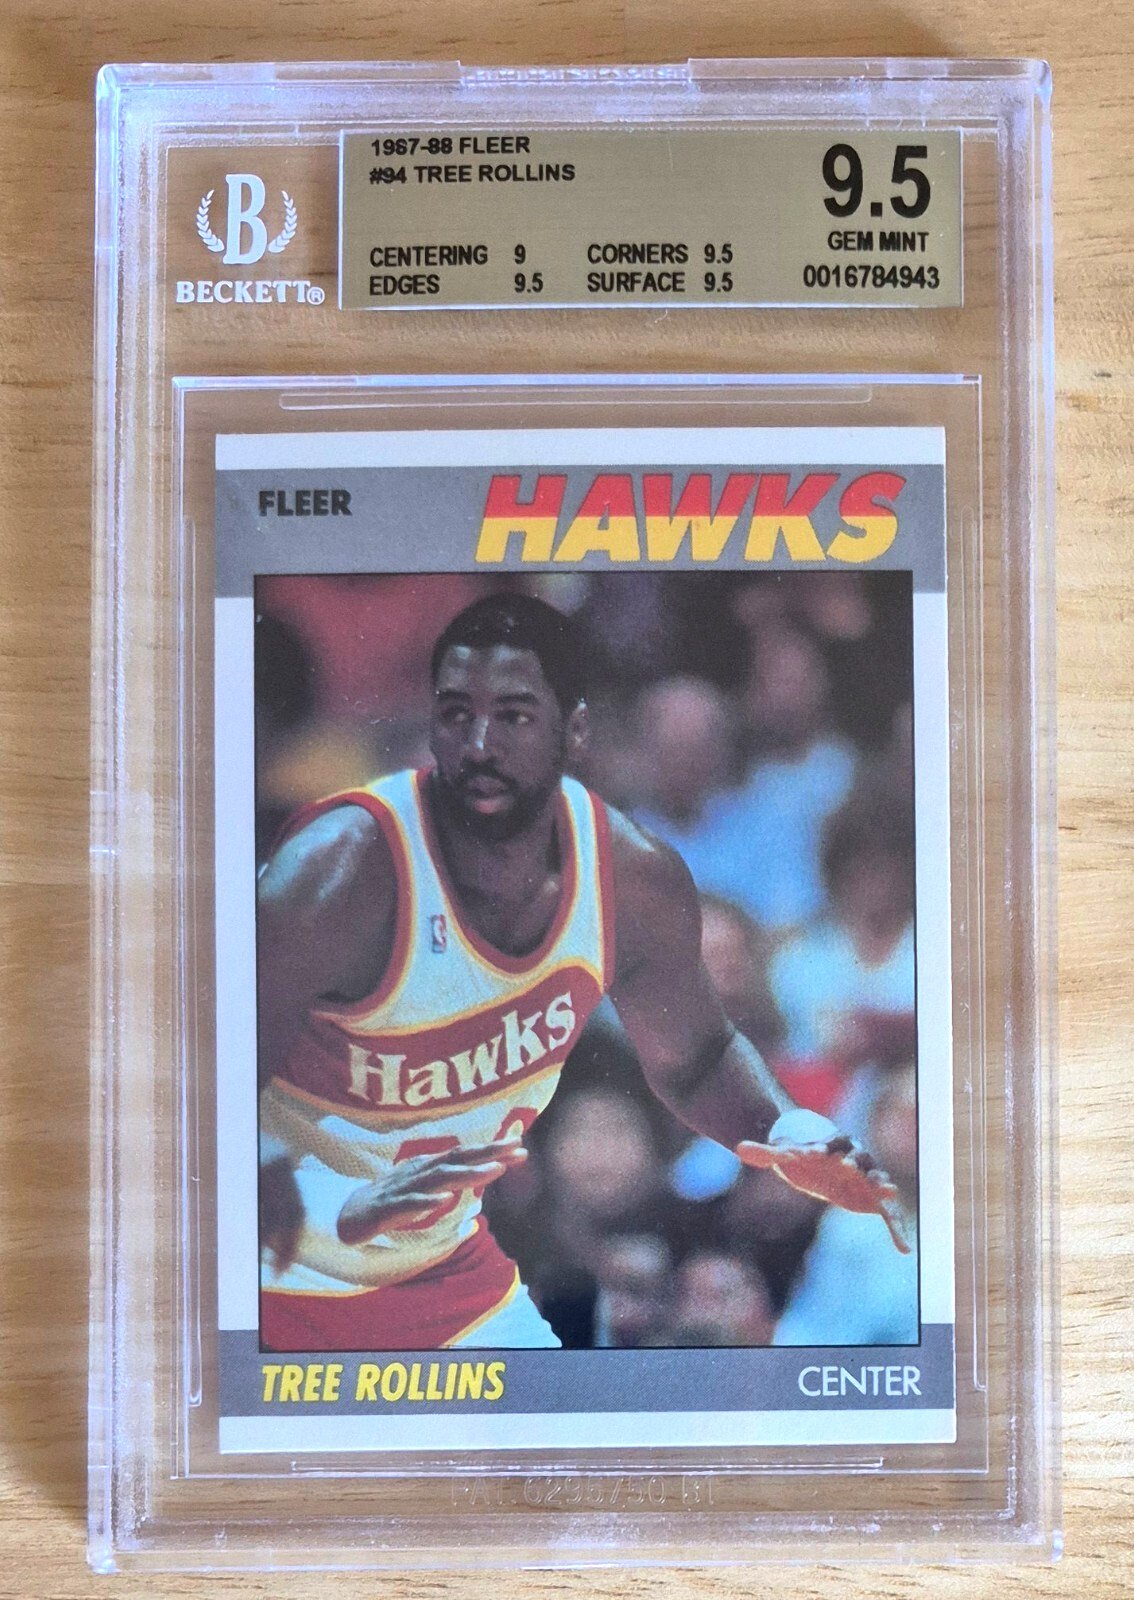 1987-88 FLEER
#94 TREE ROLLINS
9.5
GEM MINT
0016784943
CENTERING 9 CORNERS 9.5
EDGES 9.5 SURFACE 9.5
B
BECKETT®
FLEER HAWKS
Hawks
TREE ROLLINS CENTER